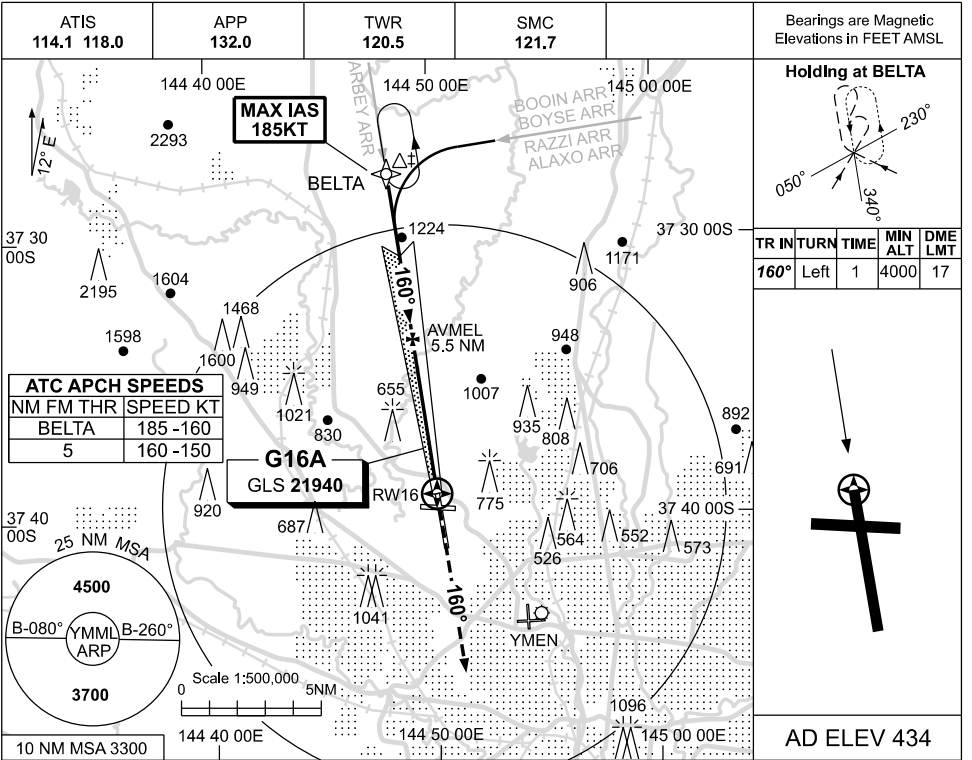 ATIS
114.1 118.0
APP
132.0
TWR
120.5
SMC
121.7
Bearings are Magnetic
Elevations in FEET AMSL
144 40 00E
144 50 00E
145 00 00E
ARBEY ARR
MAX IAS
185KT
BOOIN ARR
BOYSE ARR
RAZZI ARR
ALAXO ARR
12° E
2293
BELTA
‡
Holding at BELTA
230°
050°
340°
TR IN TURN TIME MIN ALT DME LMT
160° Left 1 4000 17
37 30
00S
1224
37 30 00S
1171
2195
1604
906
160°
1468
1598
1600
949
AVMEL
5.5 NM
948
1007
ATC APCH SPEEDS
NM FM THR SPEED KT
BELTA 185 -160
5 160 -150
1021
655
830
935
808
892
G16A
GLS 21940
706
691
920
RW16
775
687
37 40
00S
37 40 00S
564
552
526
573
25 NM MSA
4500
B-080°
YMML
ARP
B-260°
3700
1041
160°
YMEN
Scale 1:500,000
0 5NM
1096
10 NM MSA 3300
144 40 00E
144 50 00E
145 00 00E
AD ELEV 434